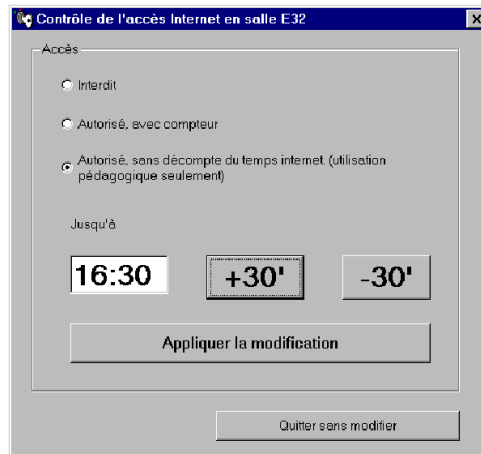 Contrôle de l'accès Internet en salle E32
Accès
Interdit
Autorisé, avec compteur
Autorisé, sans décompte du temps internet. (utilisation
pédagogique seulement)
Jusqu'à
16:30 +30' -30'
Appliquer la modification
Quitter sans modifier